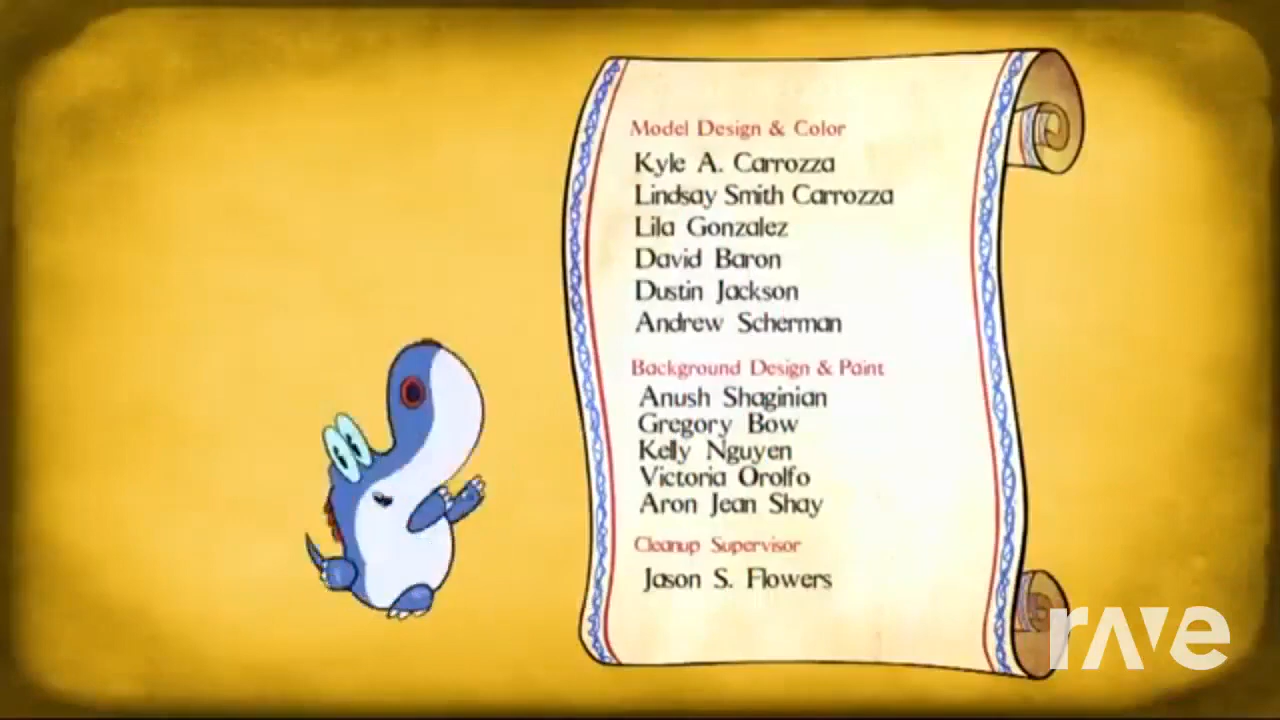 Model Design & Color
Kyle A. Carrozza
Lindsay Smith Carrozza
Lila Gonzalez
David Baron
Dustin Jackson
Andrew Scherman
Background Design & Paint
Anush Shaginian
Gregory Bow
Kelly Nguyen
Victoria Orolfo
Aron Jean Shay
Cleanup Supervisor
Jason S. Flowers
rave